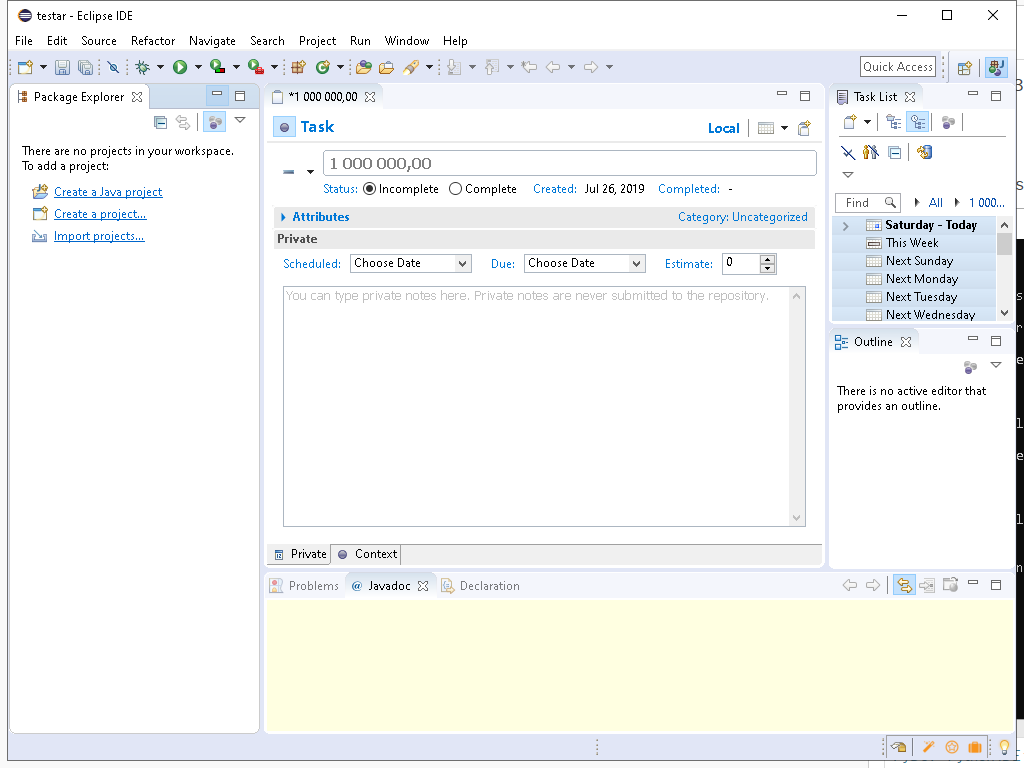 testar - Eclipse IDE
File Edit Source Refactor Navigate Search Project Run Window Help
Quick Access
Package Explorer
There are no projects in your workspace.
To add a project:
Create a Java project
Create a project...
Import projects...
*1 000 000,00
Task
Local
1 000 000,00
Status: Incomplete Complete Created: Jul 26, 2019 Completed: -
Attributes Category: Uncategorized
Private
Scheduled: Choose Date Due: Choose Date Estimate: 0
You can type private notes here. Private notes are never submitted to the repository.
Private Context
Task List
Find All 1 000...
Saturday - Today
This Week
Next Sunday
Next Monday
Next Tuesday
Next Wednesday
Outline
There is no active editor that
provides an outline.
Problems @ Javadoc Declaration